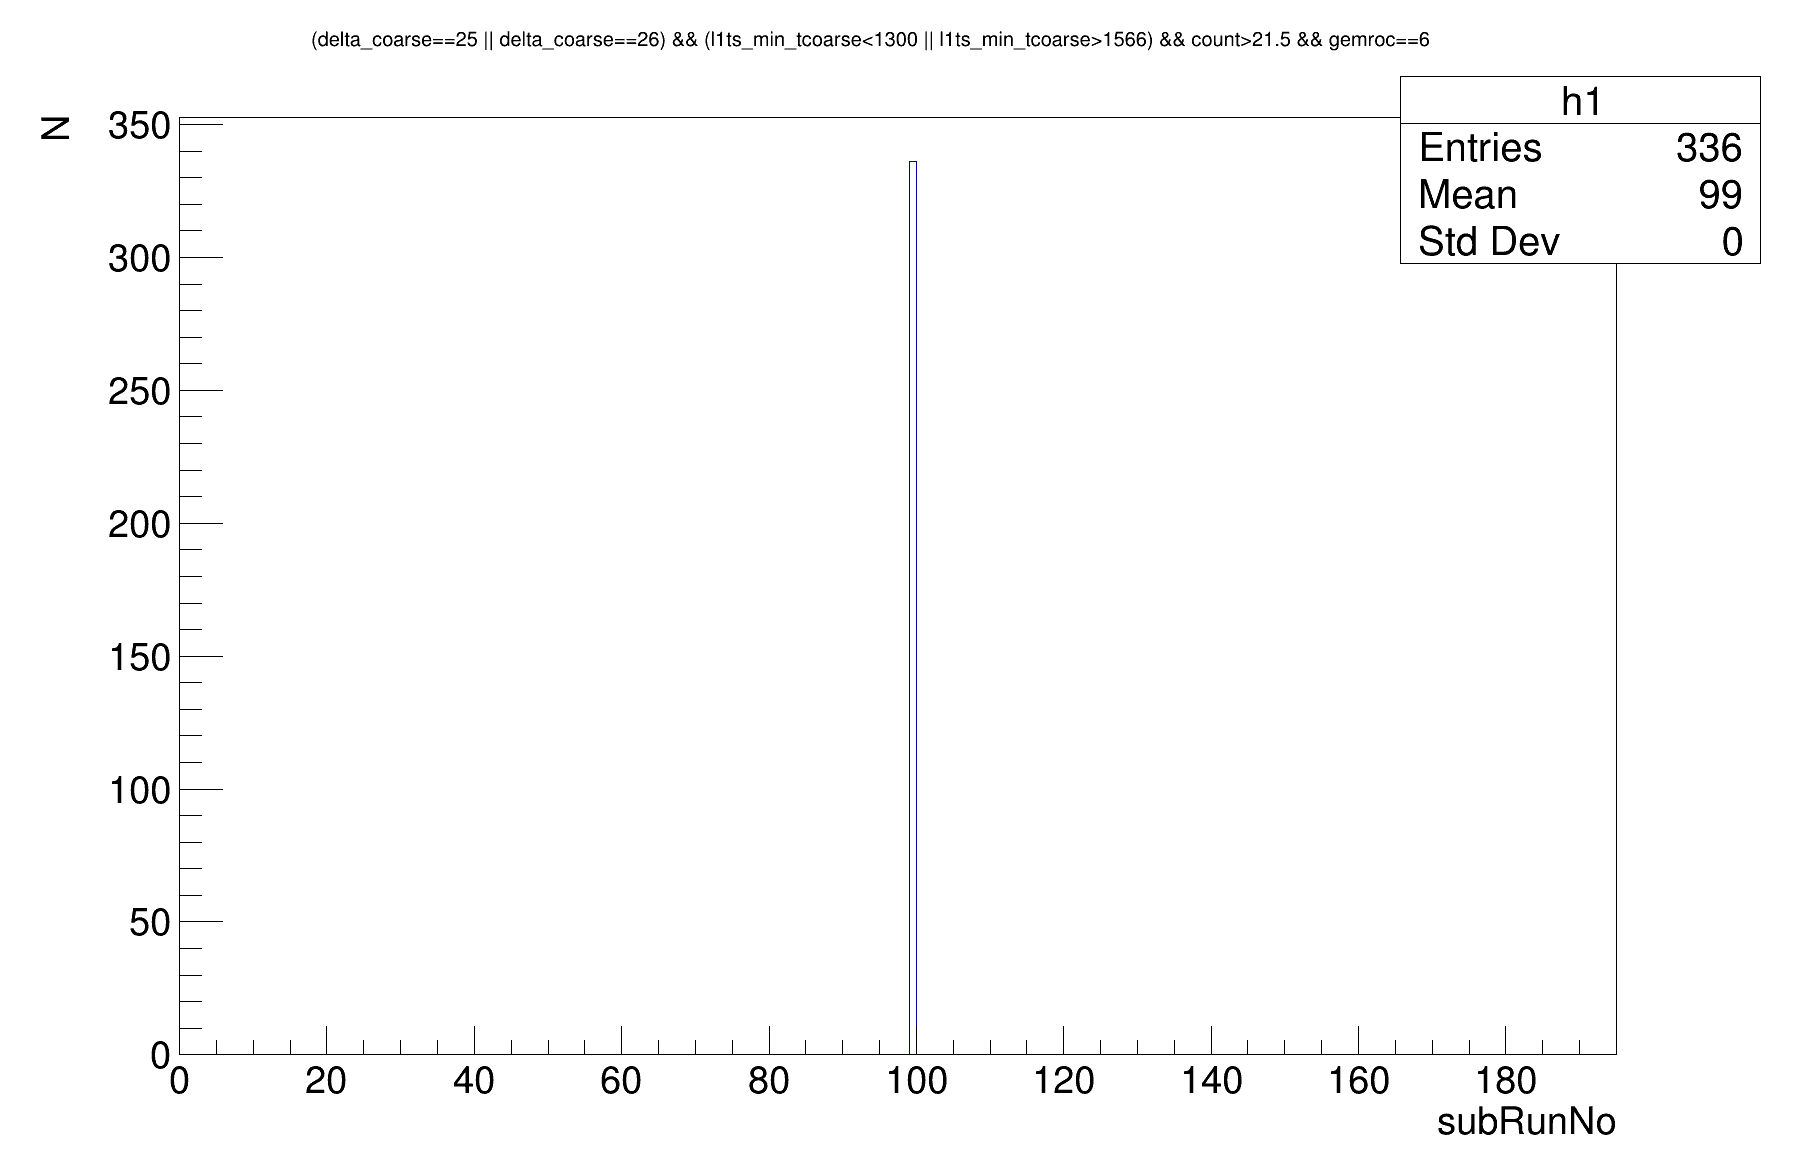 (delta_coarse==25 || delta_coarse==26) && (l1ts_min_tcoarse<1300 || l1ts_min_tcoarse>1566) && count>21.5 && gemroc==6
h1
Entries 336
Mean 99
Std Dev 0
N
350
300
250
200
150
100
50
0
0 20 40 60 80 100 120 140 160 180
subRunNo